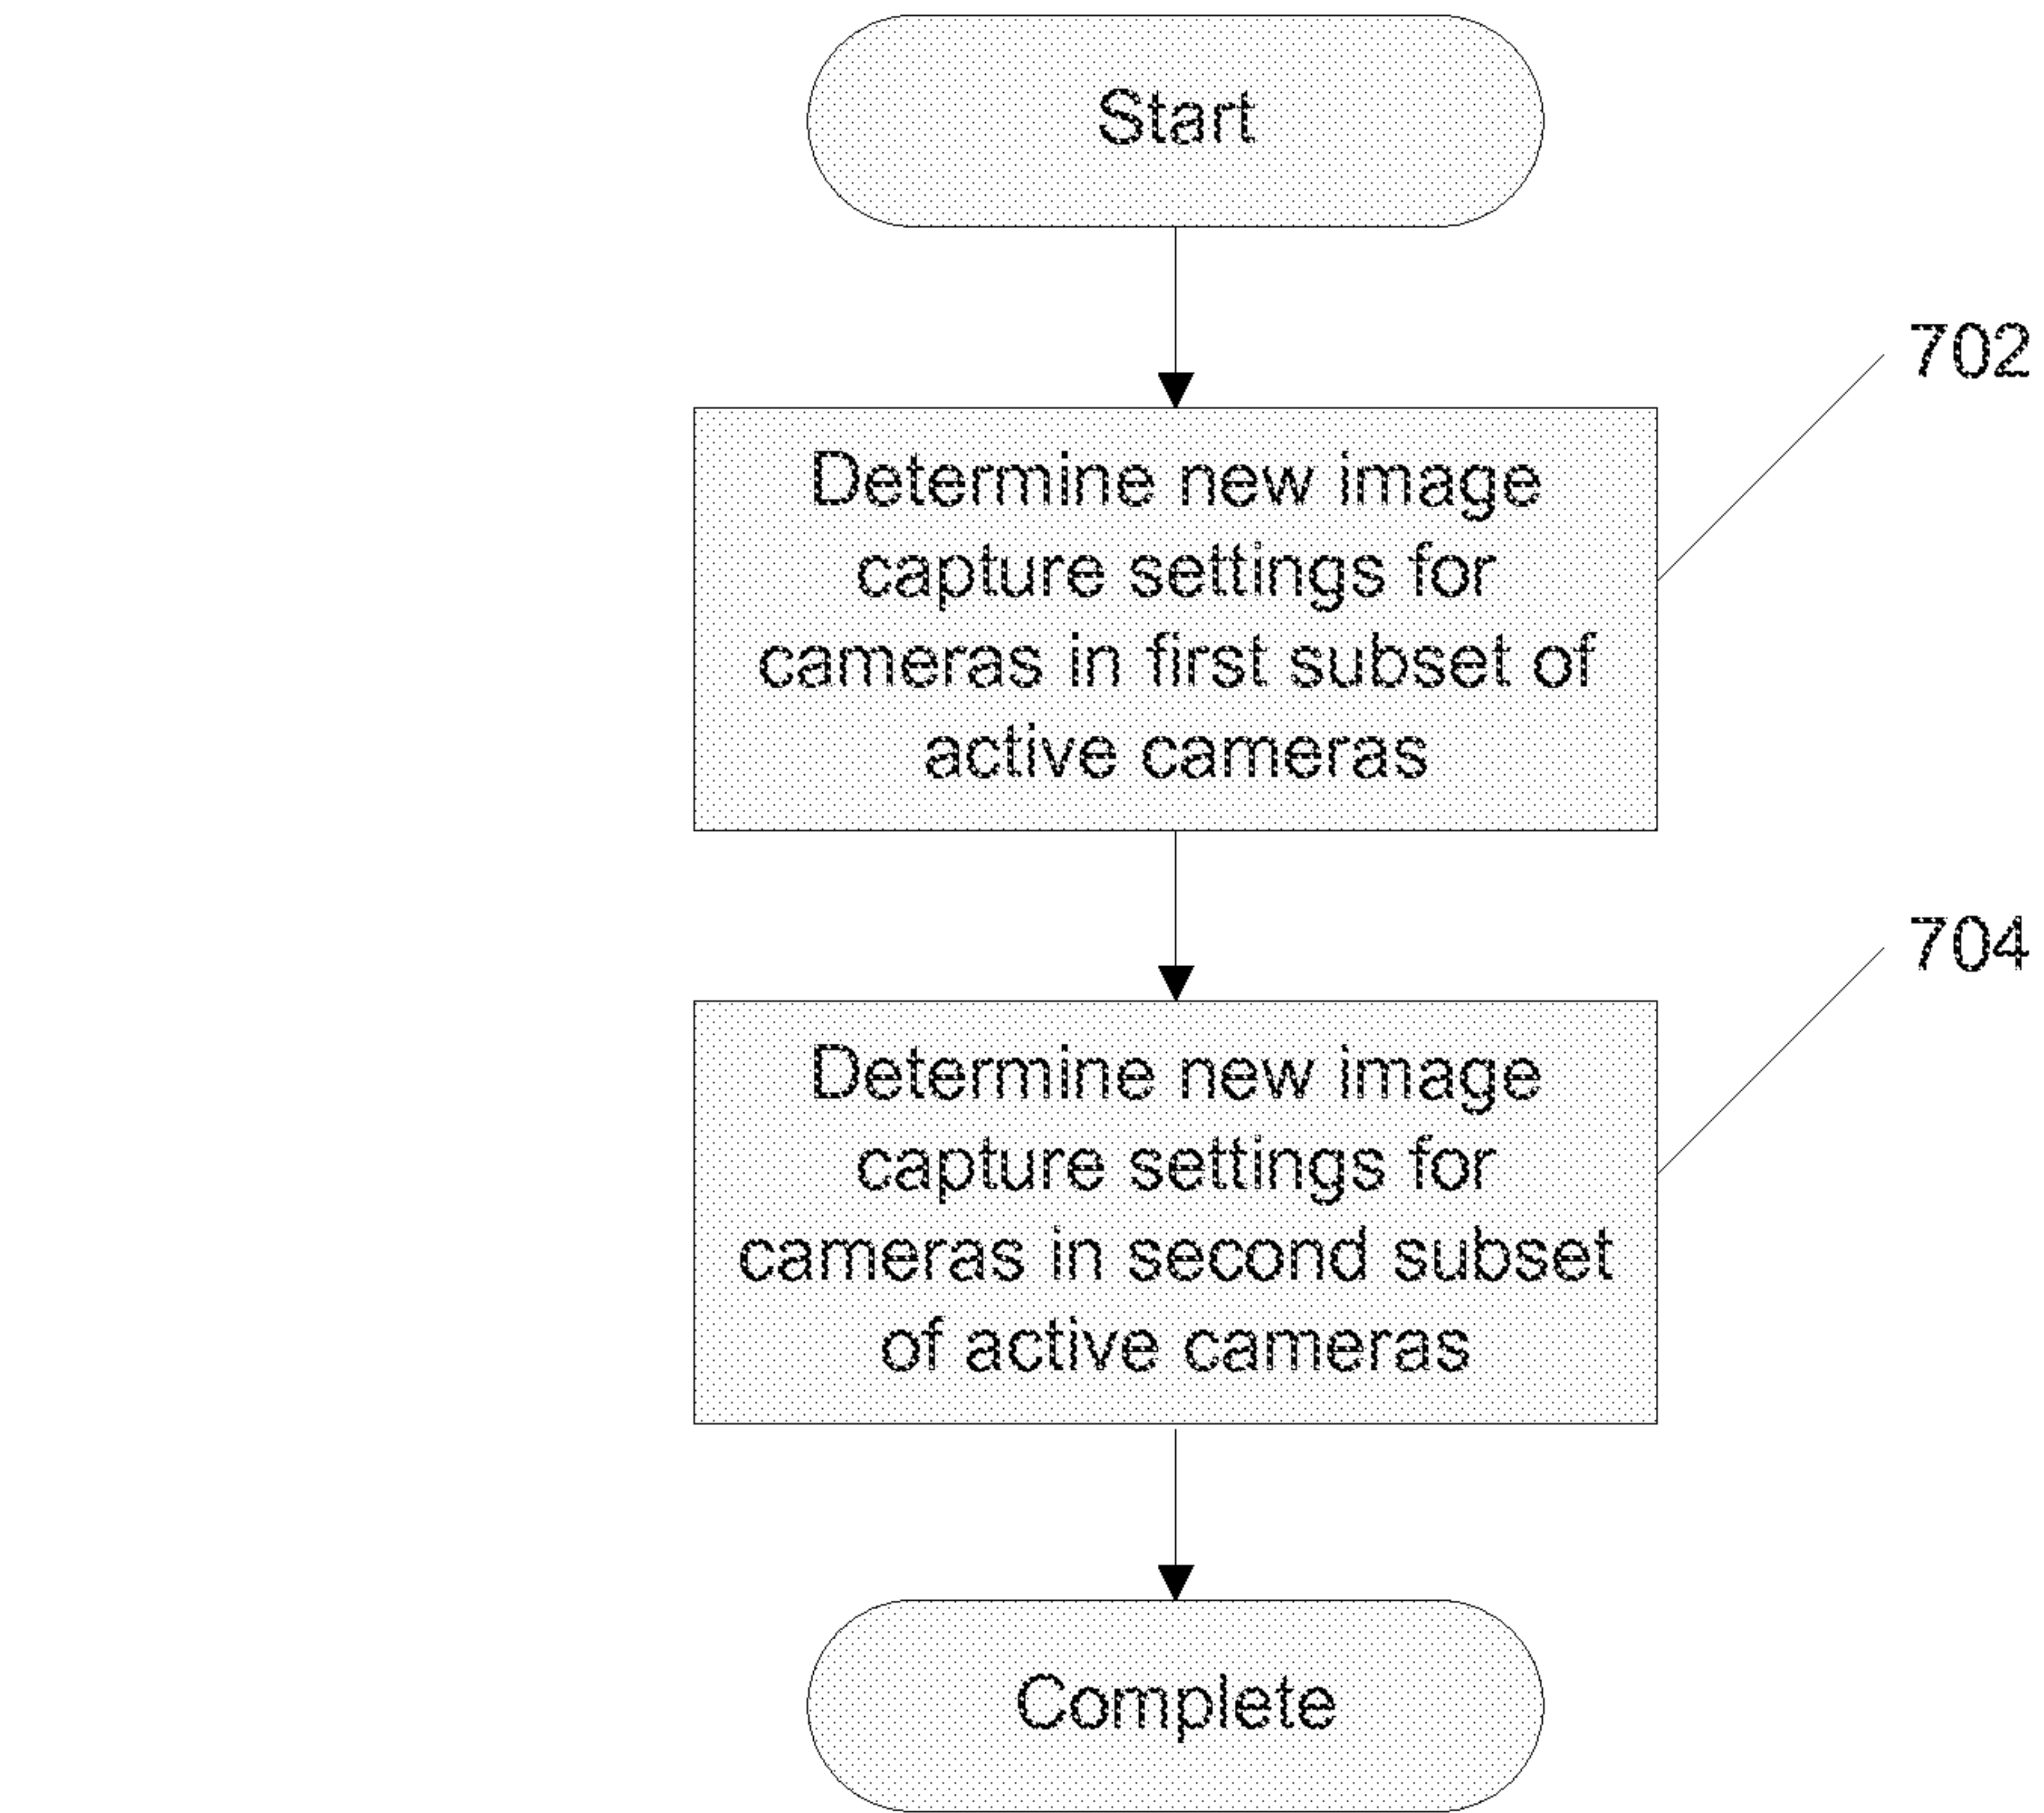 Start
702
Determine new image
capture settings for
cameras in first subset of
active cameras
704
Determine new image
capture settings for
cameras in second subset
of active cameras
Complete